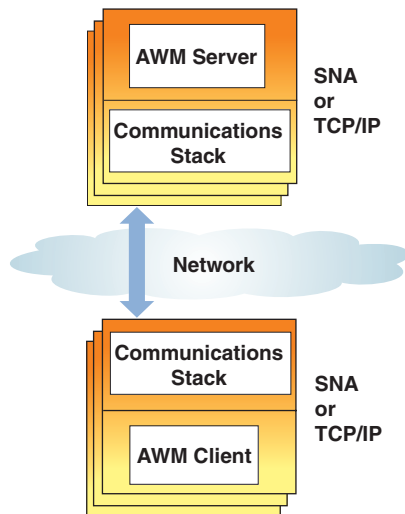 AWM Server
SNA
or
TCP/IP
Communications
Stack
Network
Communications
Stack
SNA
or
TCP/IP
AWM Client